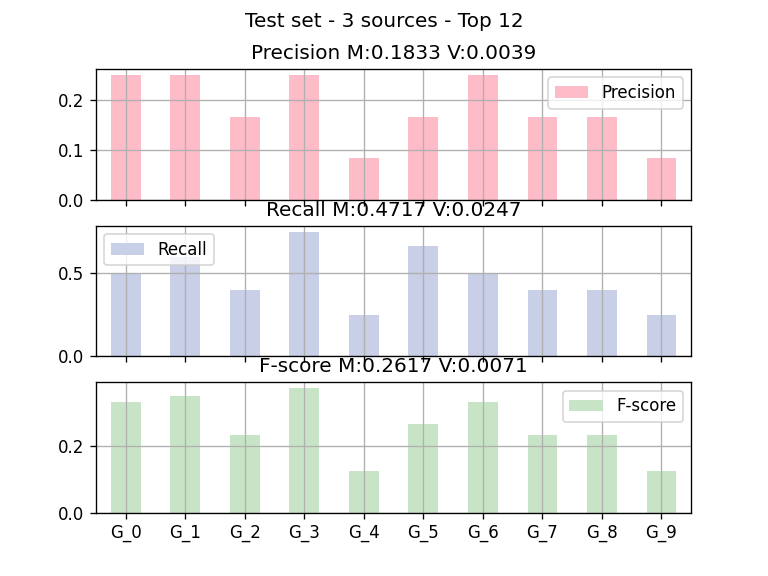 Test set - 3 sources - Top 12
Precision M:0.1833 V:0.0039
0.2
0.1
0.0
Precision
Recall M:0.4717 V:0.0247
0.5
0.0
Recall
F-score M:0.2617 V:0.0071
0.2
0.0
F-score
G_0 G_1 G_2 G_3 G_4 G_5 G_6 G_7 G_8 G_9